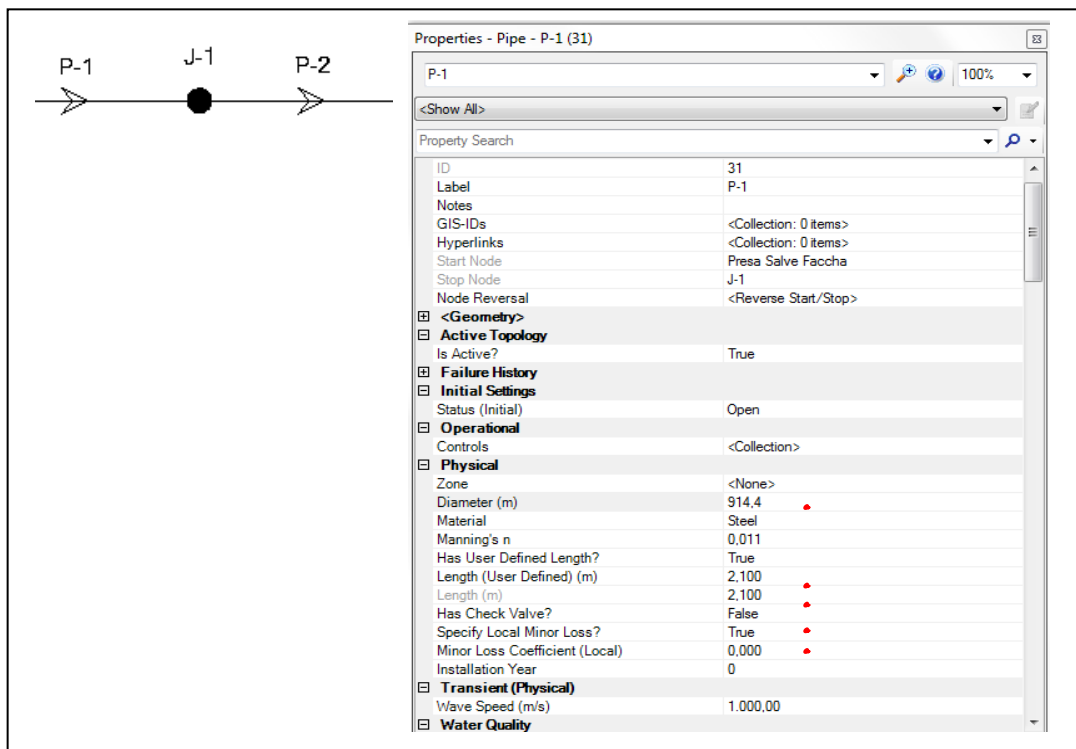 P-1
J-1
P-2
Properties - Pipe - P-1 (31)
P-1
100%
<Show All>
Property Search
ID 31
Label P-1
Notes
GIS-IDs <Collection: 0 items>
Hyperlinks <Collection: 0 items>
Start Node Presa Salve Faccha
Stop Node J-1
Node Reversal <Reverse Start/Stop>
<Geometry>
Active Topology
Is Active? True
Failure History
Initial Settings
Status (Initial) Open
Operational
Controls <Collection>
Physical
Zone <None>
Diameter (m) 914,4
Material Steel
Manning's n 0,011
Has User Defined Length? True
Length (User Defined) (m) 2,100
Length (m) 2,100
Has Check Valve? False
Specify Local Minor Loss? True
Minor Loss Coefficient (Local) 0,000
Installation Year 0
Transient (Physical)
Wave Speed (m/s) 1.000,00
Water Quality